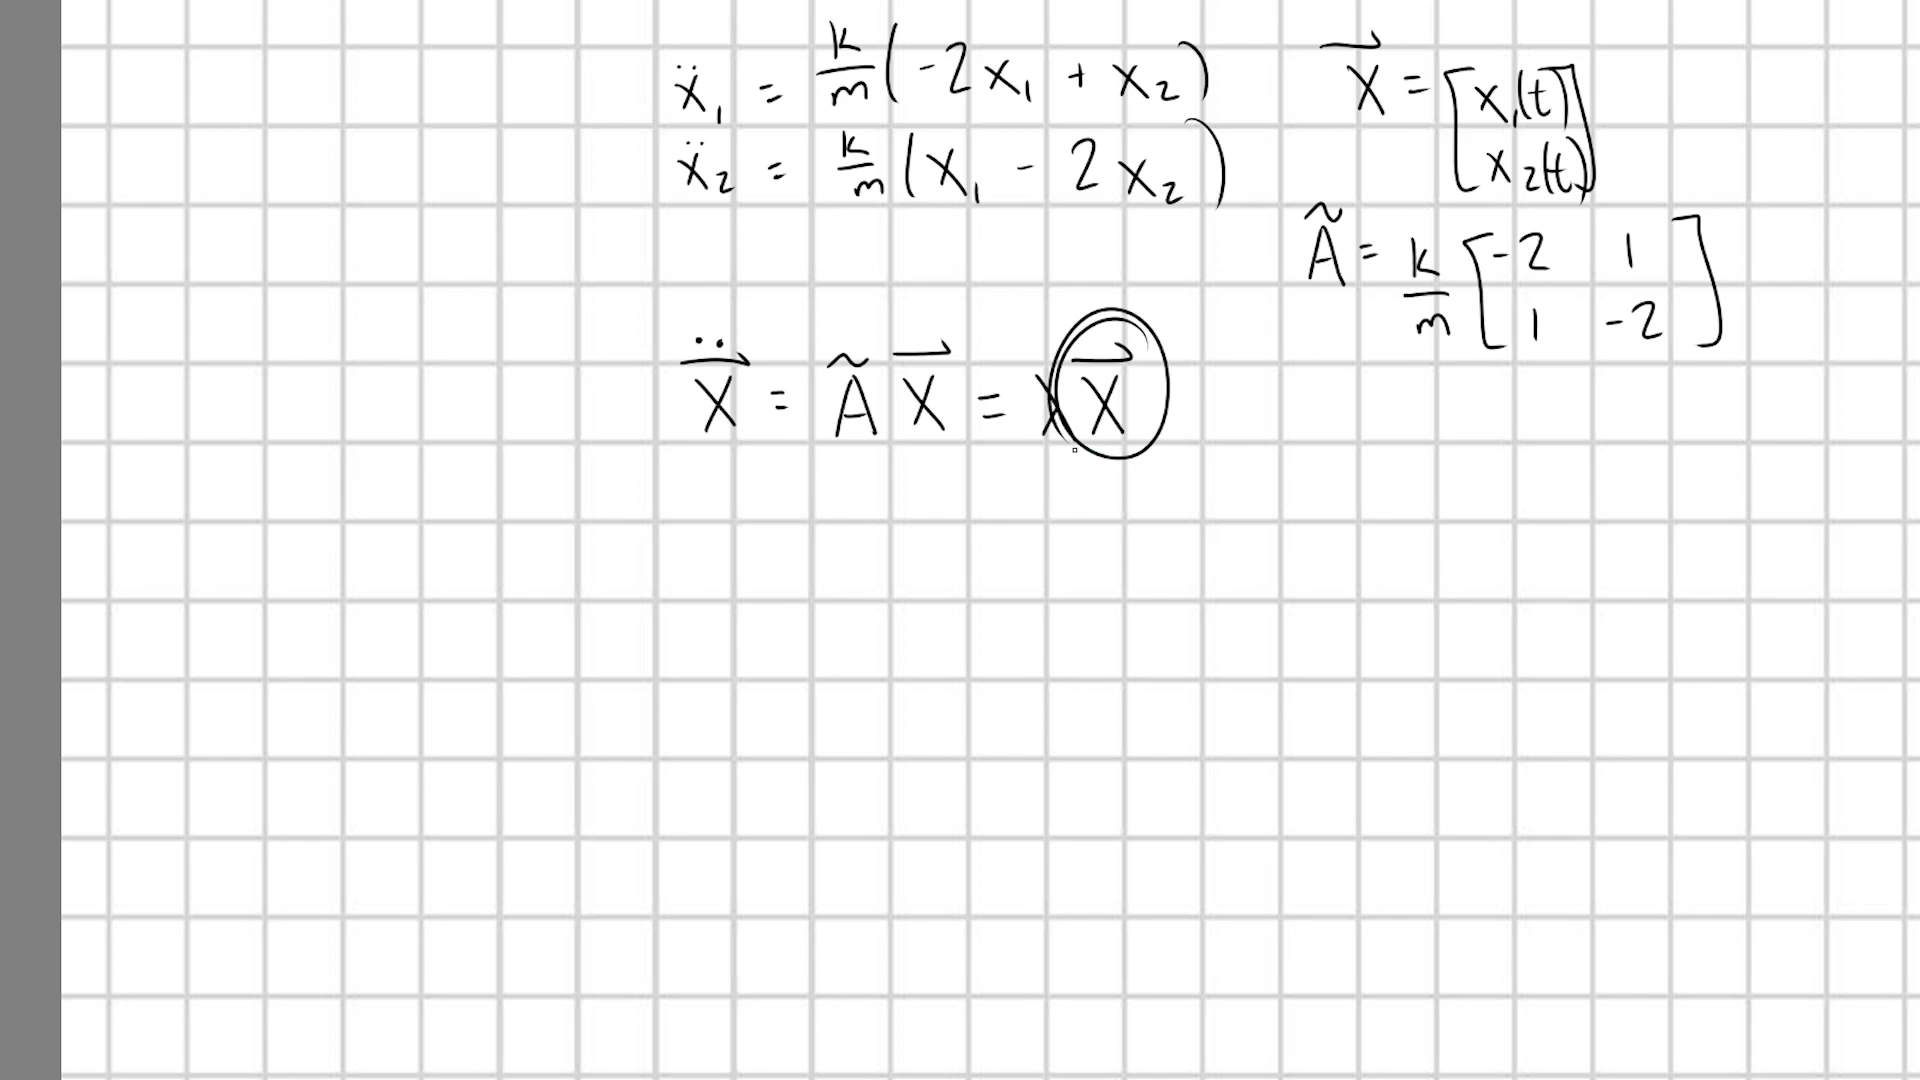 ẍ₁ = k/m (-2x₁ + x₂)
ẍ₂ = k/m (x₁ - 2x₂)
X⃗ = [x₁(t) x₂(t)]
Ã = k/m [-2 1
1 -2]
Ẍ⃗ = Ã X⃗ = λ X⃗